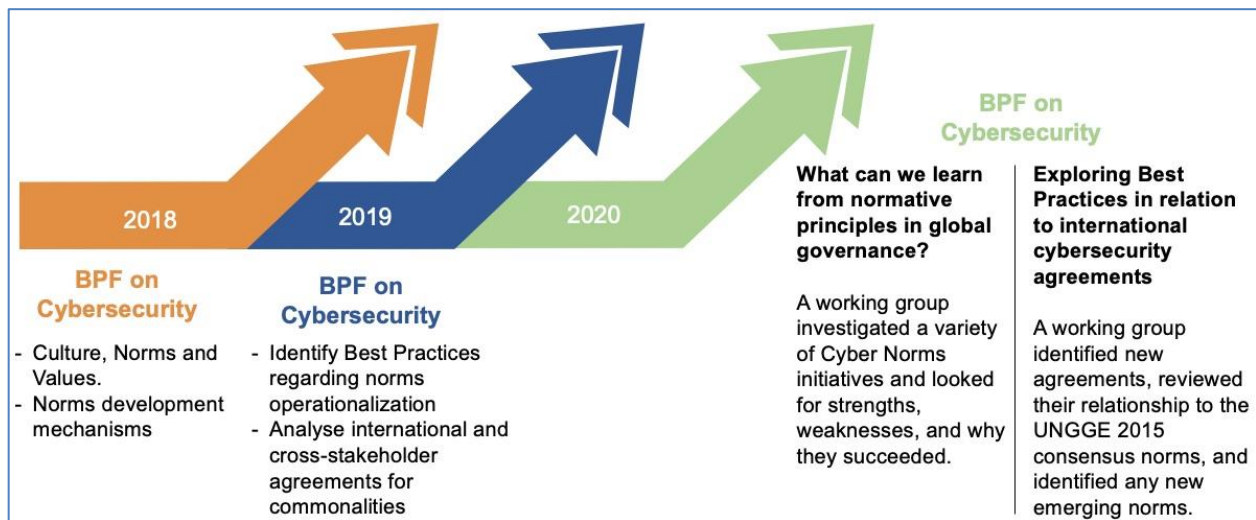 2018
2019
2020
BPF on
Cybersecurity
- Culture, Norms and
Values.
- Norms development
mechanisms
BPF on
Cybersecurity
- Identify Best Practices
regarding norms
operationalization
- Analyse international and
cross-stakeholder
agreements for
commonalities
BPF on
Cybersecurity
What can we learn
from normative
principles in global
governance?
A working group
investigated a variety
of Cyber Norms
initiatives and looked
for strengths,
weaknesses, and why
they succeeded.
Exploring Best
Practices in relation
to international
cybersecurity
agreements
A working group
identified new
agreements, reviewed
their relationship to the
UNGGE 2015
consensus norms, and
identified any new
emerging norms.